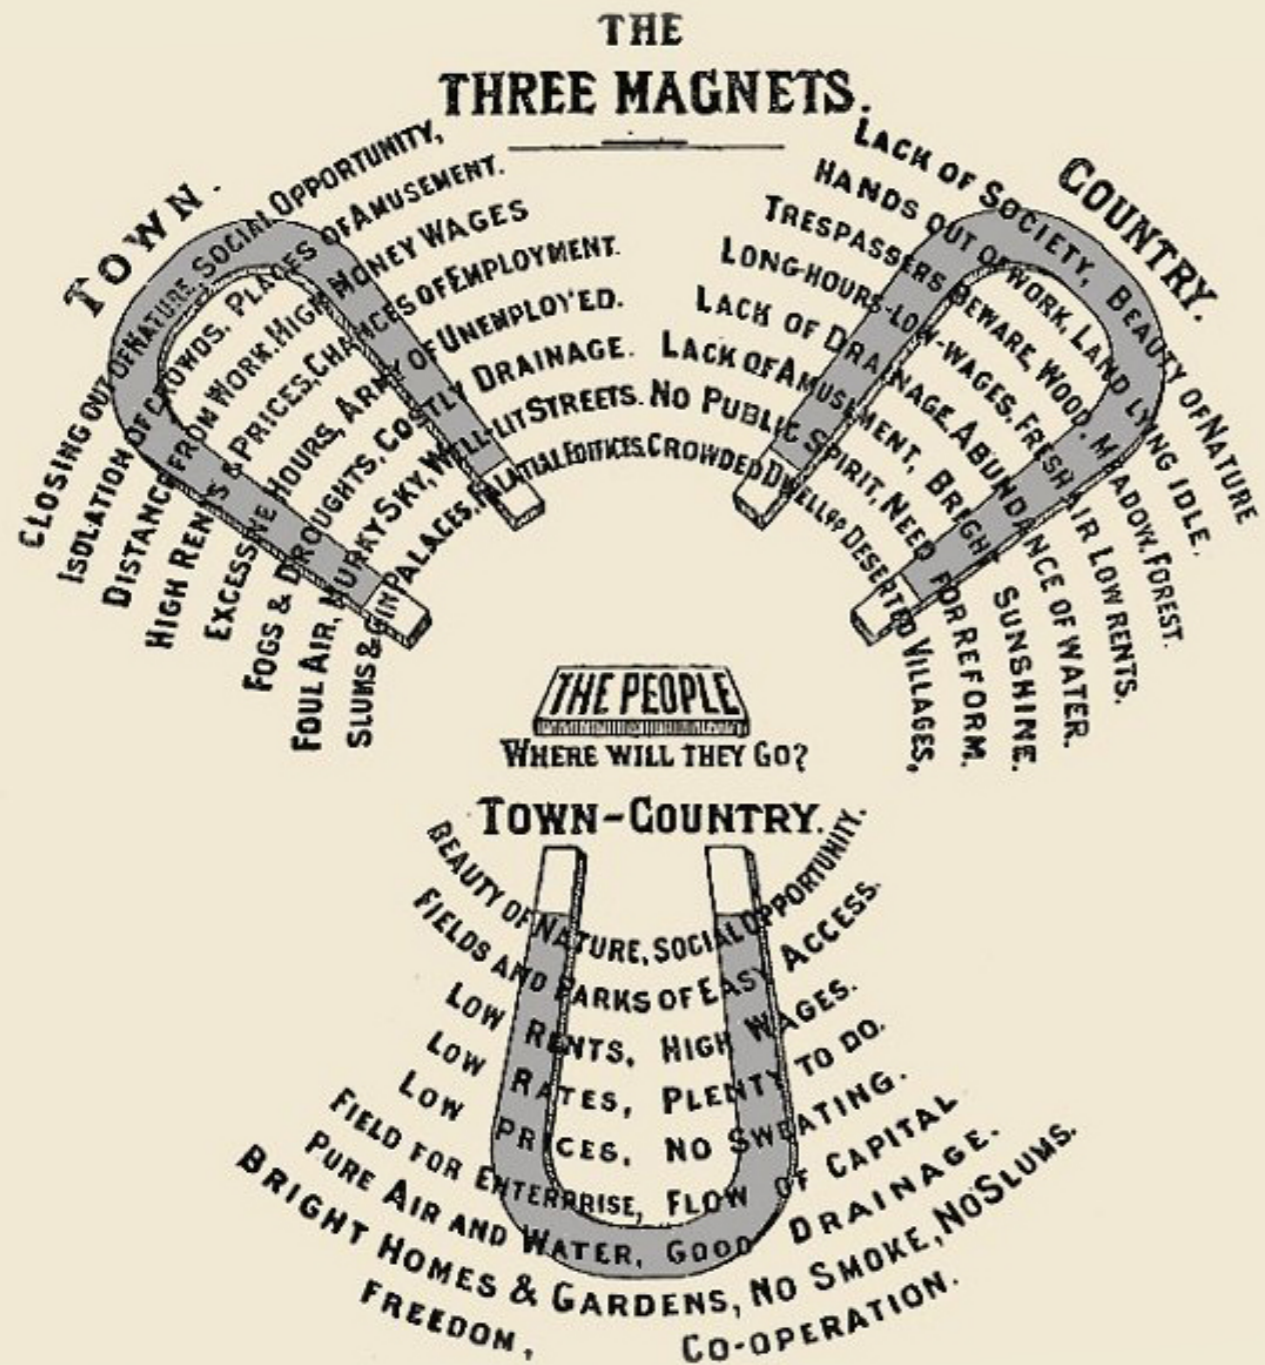 THE
THREE MAGNETS.
TOWN.
CLOSING OUT OF NATURE. SOCIAL OPPORTUNITY,
ISOLATION OF CROWDS. PLACES OF AMUSEMENT.
DISTANCE FROM WORK. HIGH MONEY WAGES
HIGH RENTS & PRICES, CHANCES OF EMPLOYMENT.
EXCESSIVE HOURS, ARMY OF UNEMPLOYED.
FOGS & DROUGHTS. COSTLY DRAINAGE.
FOUL AIR, MURKY SKY, WELL-LIT STREETS.
SLUMS & GIN PALACES, PALATIAL EDIFICES.
COUNTRY.
LACK OF SOCIETY, BEAUTY OF NATURE
HANDS OUT OF WORK, LAND LYING IDLE,
TRESPASSERS BEWARE, WOOD, MEADOW, FOREST.
LONG-HOURS-LOW-WAGES, FRESH AIR LOW RENTS.
LACK OF DRAINAGE, ABUNDANCE OF WATER.
LACK OF AMUSEMENT, BRIGHT SUNSHINE.
NO PUBLIC SPIRIT, NEED FOR REFORM.
CROWDED DWELLGS DESERTED VILLAGES,
THE PEOPLE
WHERE WILL THEY GO?
TOWN-COUNTRY.
BEAUTY OF NATURE, SOCIAL OPPORTUNITY.
FIELDS AND PARKS OF EASY ACCESS.
LOW RENTS, HIGH WAGES.
LOW RATES, PLENTY TO DO.
LOW PRICES, NO SWEATING.
FIELD FOR ENTERPRISE, FLOW OF CAPITAL
PURE AIR AND WATER, GOOD DRAINAGE.
BRIGHT HOMES & GARDENS, NO SMOKE, NO SLUMS.
FREEDOM, CO-OPERATION.